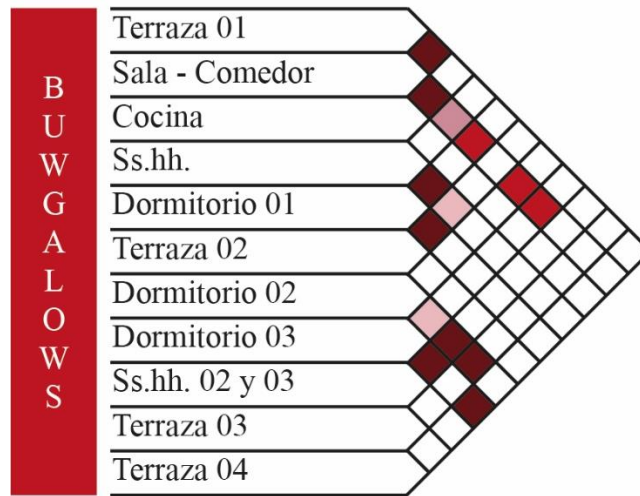 BUWGALOWS
Terraza 01
Sala - Comedor
Cocina
Ss.hh.
Dormitorio 01
Terraza 02
Dormitorio 02
Dormitorio 03
Ss.hh. 02 y 03
Terraza 03
Terraza 04